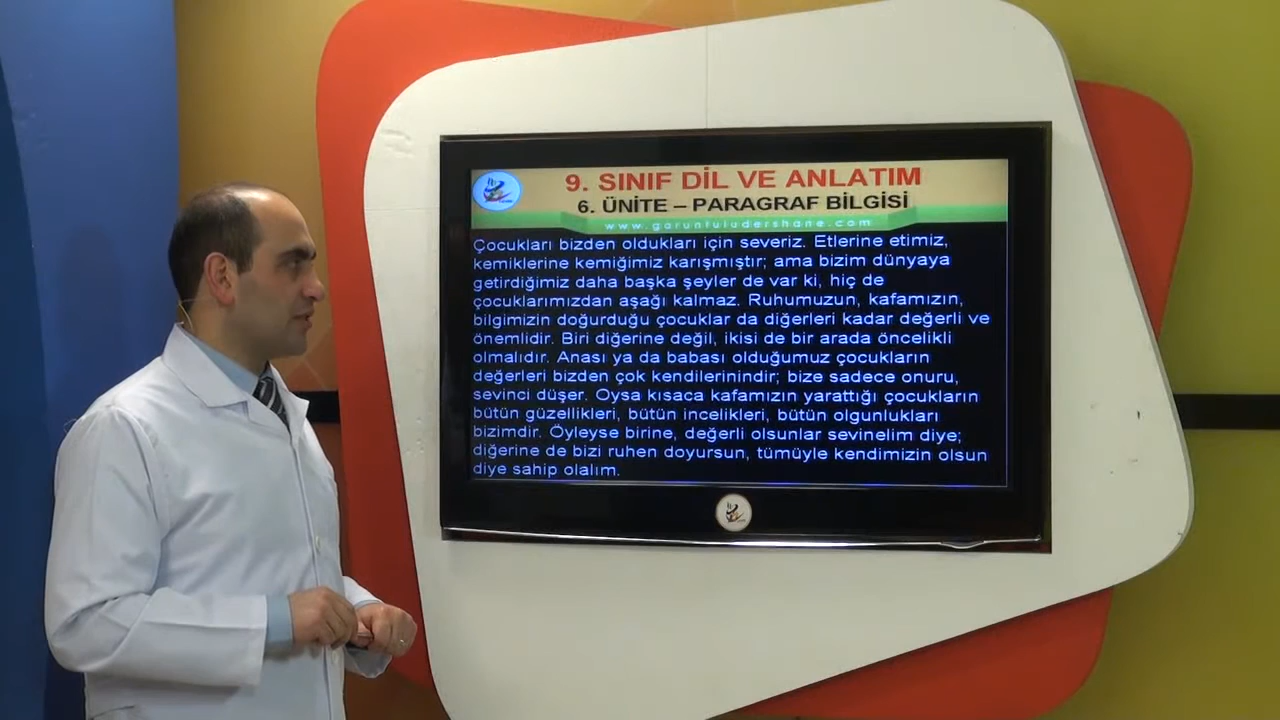 9. SINIF DİL VE ANLATIM
6. ÜNİTE – PARAGRAF BİLGİSİ
www.goruntuludershane.com
Çocukları bizden oldukları için severiz. Etlerine etimiz,
kemiklerine kemiğimiz karışmıştır; ama bizim dünyaya
getirdiğimiz daha başka şeyler de var ki, hiç de
çocuklarımızdan aşağı kalmaz. Ruhumuzun, kafamızın,
bilgimizin doğurduğu çocuklar da diğerleri kadar değerli ve
önemlidir. Biri diğerine değil, ikisi de bir arada öncelikli
olmalıdır. Anası ya da babası olduğumuz çocukların
değerleri bizden çok kendilerinindir; bize sadece onuru,
sevinci düşer. Oysa kısaca kafamızın yarattığı çocukların
bütün güzellikleri, bütün incelikleri, bütün olgunlukları
bizimdir. Öyleyse birine, değerli olsunlar sevinelim diye;
diğerine de bizi ruhen doyursun, tümüyle kendimizin olsun
diye sahip olalım.